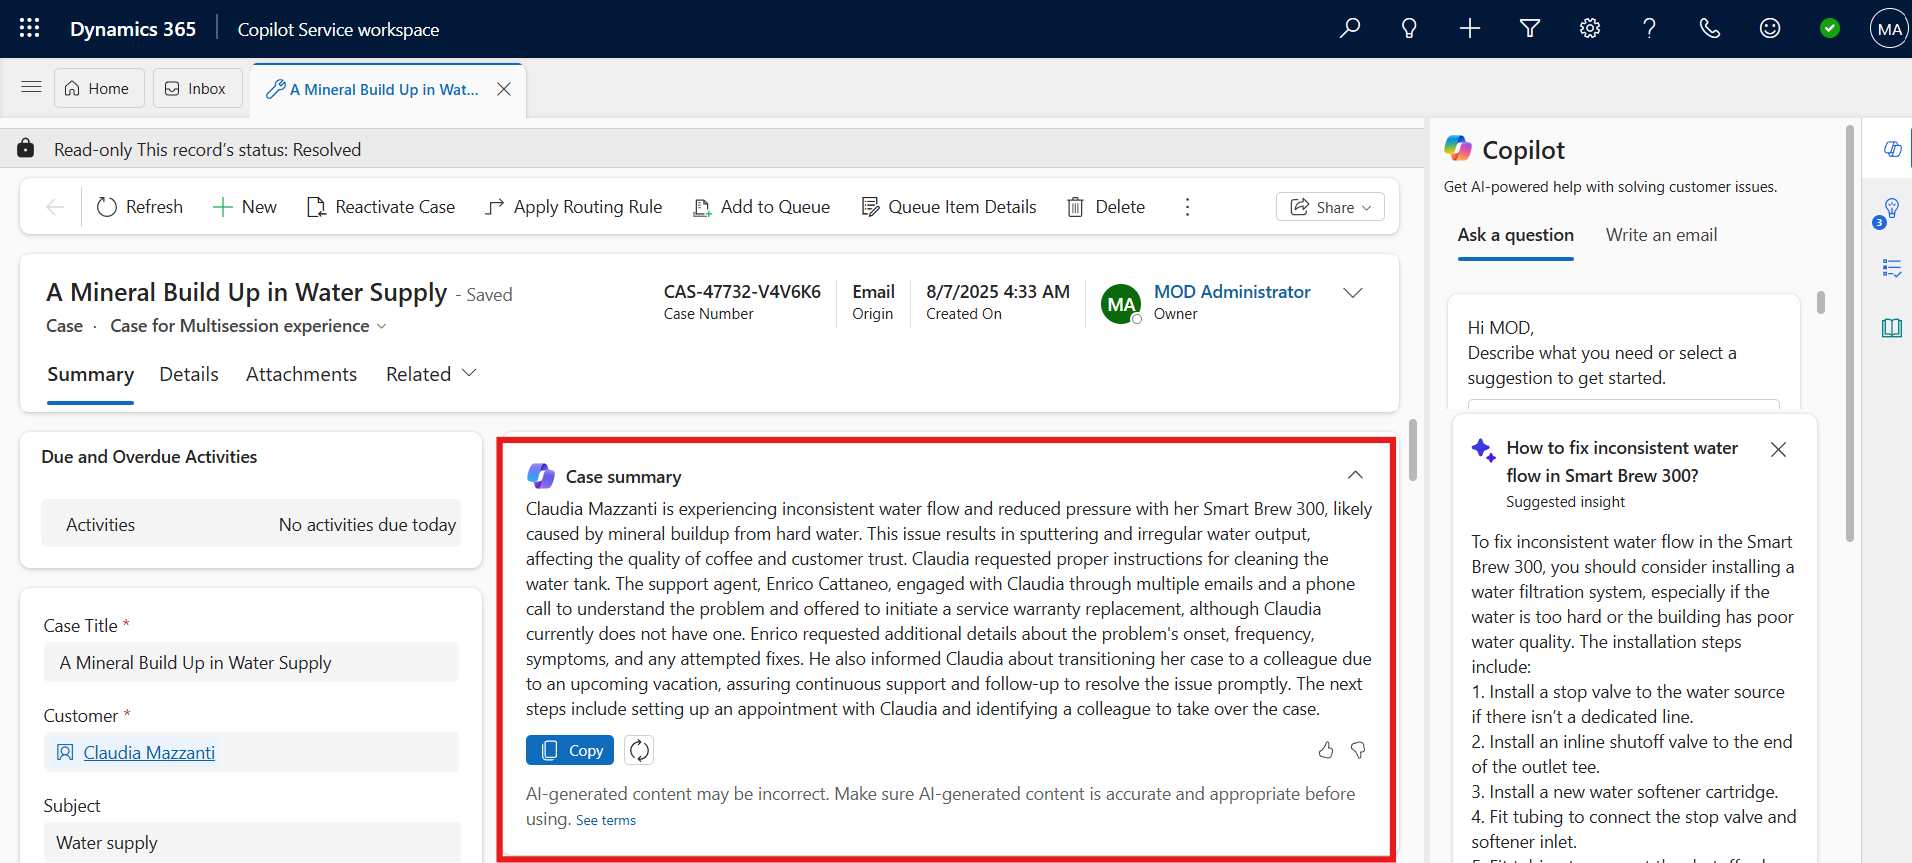 Dynamics 365
Copilot Service workspace
MA
Home
Inbox
A Mineral Build Up in Wat...
Read-only This record's status: Resolved
Refresh
New
Reactivate Case
Apply Routing Rule
Add to Queue
Queue Item Details
Delete
Share
A Mineral Build Up in Water Supply - Saved
Case · Case for Multisession experience
CAS-47732-V4V6K6
Case Number
Email
Origin
8/7/2025 4:33 AM
Created On
MA
MOD Administrator
Owner
Summary
Details
Attachments
Related
Due and Overdue Activities
Activities
No activities due today
Case Title *
A Mineral Build Up in Water Supply
Customer *
Claudia Mazzanti
Subject
Water supply
Case summary
Claudia Mazzanti is experiencing inconsistent water flow and reduced pressure with her Smart Brew 300, likely
caused by mineral buildup from hard water. This issue results in sputtering and irregular water output,
affecting the quality of coffee and customer trust. Claudia requested proper instructions for cleaning the
water tank. The support agent, Enrico Cattaneo, engaged with Claudia through multiple emails and a phone
call to understand the problem and offered to initiate a service warranty replacement, although Claudia
currently does not have one. Enrico requested additional details about the problem's onset, frequency,
symptoms, and any attempted fixes. He also informed Claudia about transitioning her case to a colleague due
to an upcoming vacation, assuring continuous support and follow-up to resolve the issue promptly. The next
steps include setting up an appointment with Claudia and identifying a colleague to take over the case.
Copy
AI-generated content may be incorrect. Make sure AI-generated content is accurate and appropriate before
using. See terms
Copilot
Get AI-powered help with solving customer issues.
Ask a question
Write an email
Hi MOD,
Describe what you need or select a
suggestion to get started.
How to fix inconsistent water
flow in Smart Brew 300?
Suggested insight
To fix inconsistent water flow in the Smart
Brew 300, you should consider installing a
water filtration system, especially if the
water is too hard or the building has poor
water quality. The installation steps
include:
1. Install a stop valve to the water source
if there isn't a dedicated line.
2. Install an inline shutoff valve to the end
of the outlet tee.
3. Install a new water softener cartridge.
4. Fit tubing to connect the stop valve and
softener inlet.
3